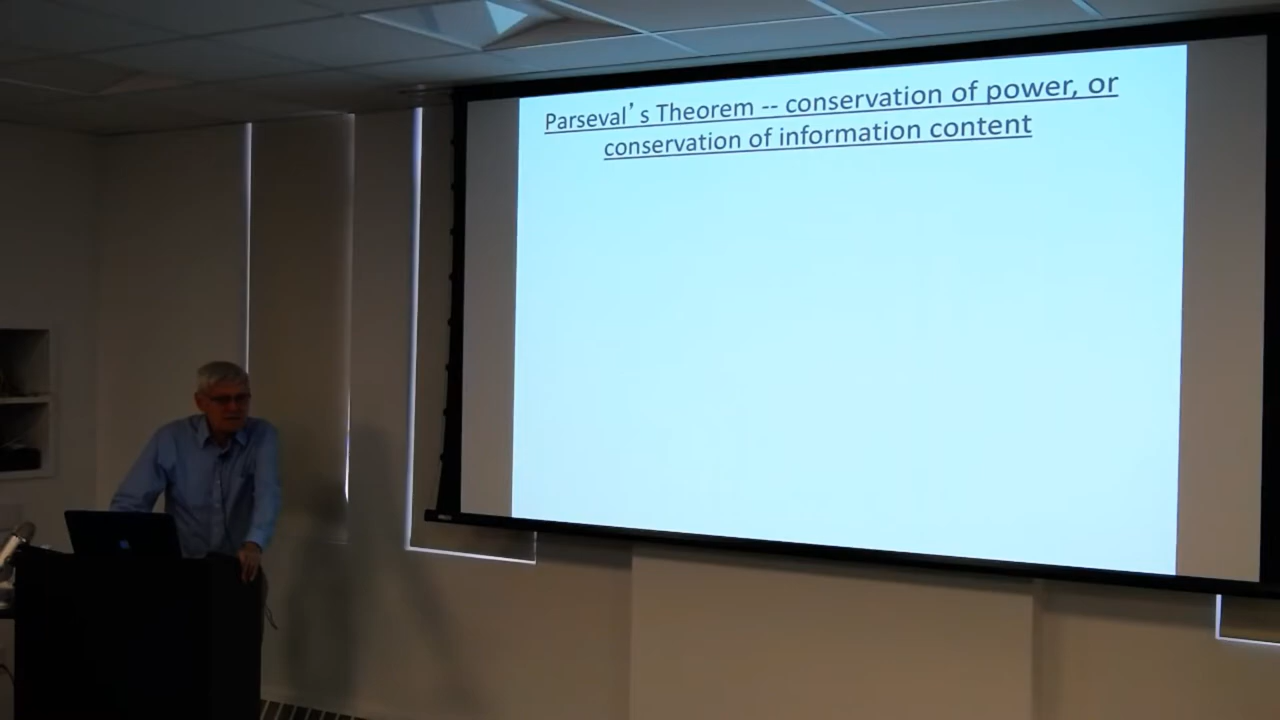 Parseval’ s Theorem -- conservation of power, or
conservation of information content